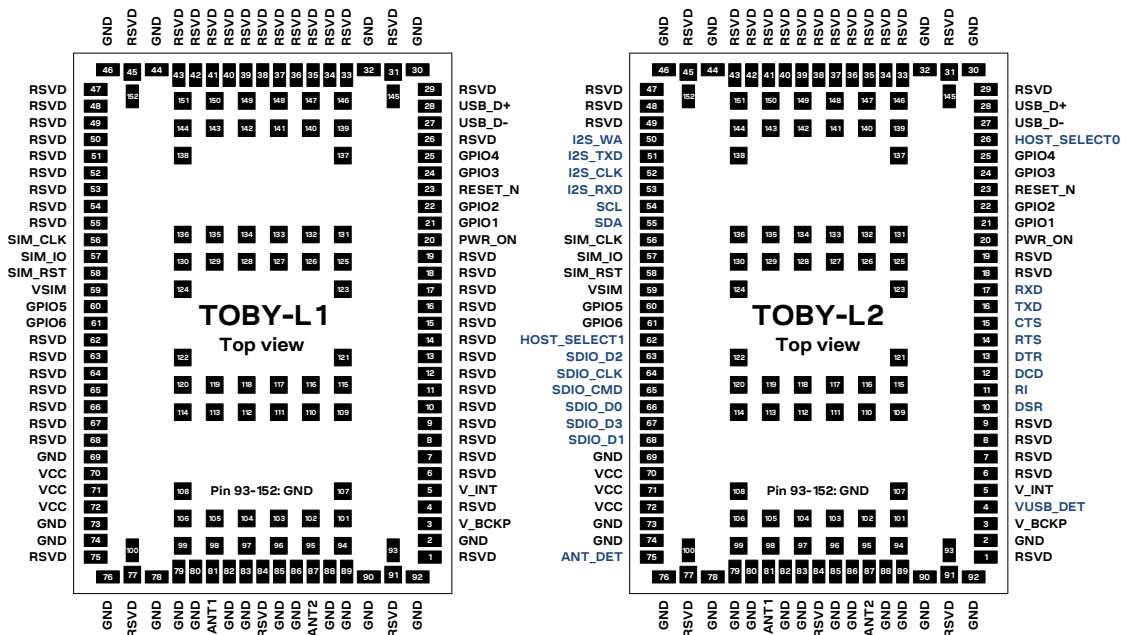 GND RSVD GND RSVD RSVD RSVD RSVD RSVD RSVD RSVD RSVD RSVD RSVD RSVD GND RSVD GND
46 45 44 43 42 41 40 39 38 37 36 35 34 33 32 31 30
RSVD 47 29 RSVD
152 151 150 149 148 147 146 145
RSVD 48 28 USB_D+
RSVD 49 27 USB_D-
144 143 142 141 140 139
RSVD 50 26 RSVD
RSVD 51 138 137 25 GPIO4
RSVD 52 24 GPIO3
RSVD 53 23 RESET_N
RSVD 54 22 GPIO2
RSVD 55 21 GPIO1
SIM_CLK 56 136 135 134 133 132 131 20 PWR_ON
SIM_IO 57 130 129 128 127 126 125 19 RSVD
SIM_RST 58 18 RSVD
VSIM 59 124 123 17 RSVD
GPIO5 60 16 RSVD
TOBY-L1
GPIO6 61 15 RSVD
RSVD 62 14 RSVD
Top view
RSVD 63 122 121 13 RSVD
RSVD 64 12 RSVD
RSVD 65 120 119 118 117 116 115 11 RSVD
RSVD 66 114 113 112 111 110 109 10 RSVD
RSVD 67 9 RSVD
RSVD 68 8 RSVD
GND 69 7 RSVD
VCC 70 6 RSVD
VCC 71 108 Pin 93-152: GND 107 5 V_INT
VCC 72 4 RSVD
GND 73 106 105 104 103 102 101 3 V_BCKP
GND 74 2 GND
100 99 98 97 96 95 94 93
RSVD 75 1 RSVD
76 77 78 79 80 81 82 83 84 85 86 87 88 89 90 91 92
GND RSVD GND GND GND ANT1 GND GND RSVD GND GND ANT2 GND GND GND RSVD GND
GND RSVD GND RSVD RSVD RSVD RSVD RSVD RSVD RSVD RSVD RSVD RSVD RSVD GND RSVD GND
46 45 44 43 42 41 40 39 38 37 36 35 34 33 32 31 30
RSVD 47 29 RSVD
152 151 150 149 148 147 146 145
RSVD 48 28 USB_D+
RSVD 49 27 USB_D-
144 143 142 141 140 139
I2S_WA 50 26 HOST_SELECT0
I2S_TXD 51 138 137 25 GPIO4
I2S_CLK 52 24 GPIO3
I2S_RXD 53 23 RESET_N
SCL 54 22 GPIO2
SDA 55 21 GPIO1
SIM_CLK 56 136 135 134 133 132 131 20 PWR_ON
SIM_IO 57 130 129 128 127 126 125 19 RSVD
SIM_RST 58 18 RSVD
VSIM 59 124 123 17 RXD
GPIO5 60 16 TXD
TOBY-L2
GPIO6 61 15 CTS
HOST_SELECT1 62 14 RTS
Top view
SDIO_D2 63 122 121 13 DTR
SDIO_CLK 64 12 DCD
SDIO_CMD 65 120 119 118 117 116 115 11 RI
SDIO_D0 66 114 113 112 111 110 109 10 DSR
SDIO_D3 67 9 RSVD
SDIO_D1 68 8 RSVD
GND 69 7 RSVD
VCC 70 6 RSVD
VCC 71 108 Pin 93-152: GND 107 5 V_INT
VCC 72 4 VUSB_DET
GND 73 106 105 104 103 102 101 3 V_BCKP
GND 74 2 GND
100 99 98 97 96 95 94 93
ANT_DET 75 1 RSVD
76 77 78 79 80 81 82 83 84 85 86 87 88 89 90 91 92
GND RSVD GND GND GND ANT1 GND GND RSVD GND GND ANT2 GND GND GND RSVD GND